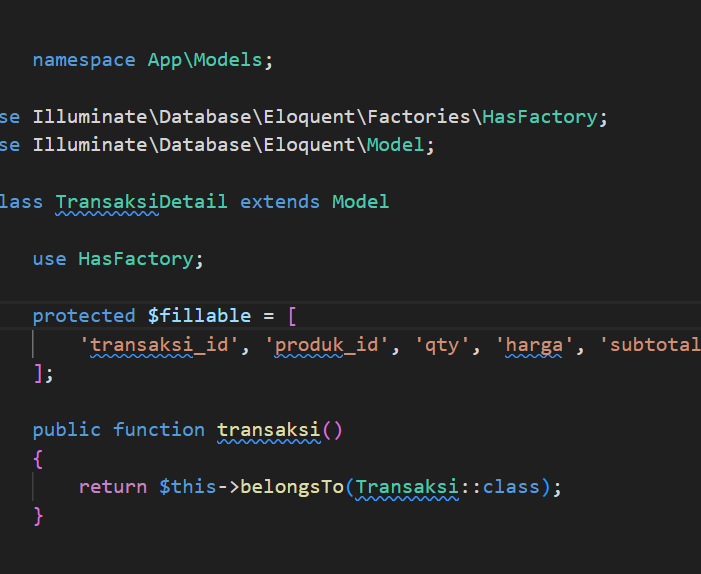 namespace App\Models;
se Illuminate\Database\Eloquent\Factories\HasFactory;
se Illuminate\Database\Eloquent\Model;
lass TransaksiDetail extends Model
use HasFactory;
protected $fillable = [
'transaksi_id', 'produk_id', 'qty', 'harga', 'subtotal
];
public function transaksi()
{
return $this->belongsTo(Transaksi::class);
}